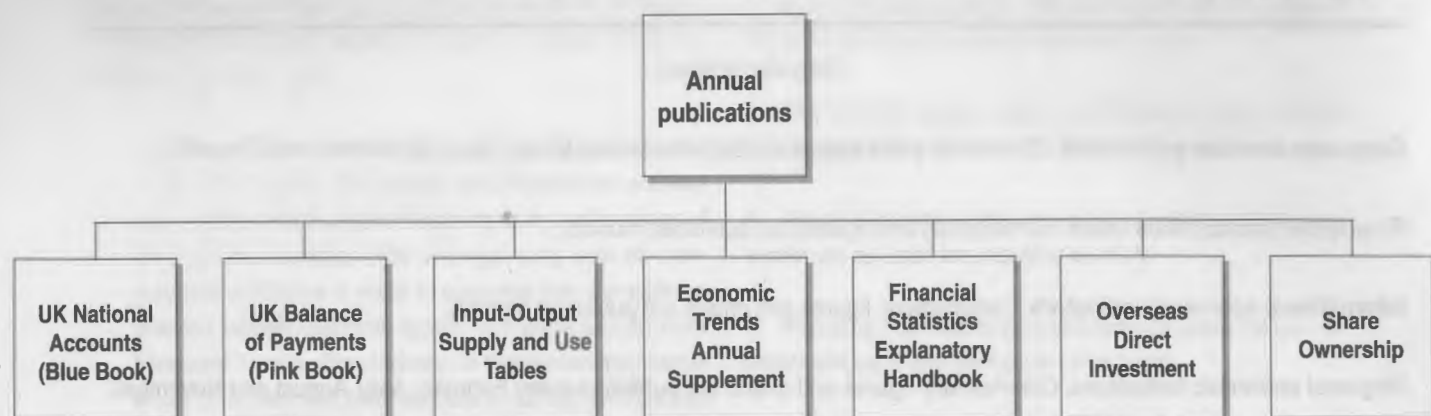 Annual
publications
UK National
Accounts
(Blue Book)
UK Balance
of Payments
(Pink Book)
Input-Output
Supply and Use
Tables
Economic
Trends
Annual
Supplement
Financial
Statistics
Explanatory
Handbook
Overseas
Direct
Investment
Share
Ownership